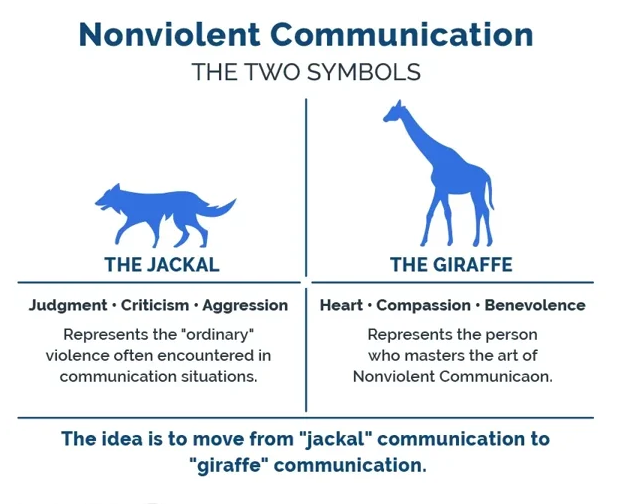 Nonviolent Communication
THE TWO SYMBOLS
THE JACKAL
Judgment • Criticism • Aggression
Represents the "ordinary"
violence often encountered in
communication situations.
THE GIRAFFE
Heart • Compassion • Benevolence
Represents the person
who masters the art of
Nonviolent Communicaon.
The idea is to move from "jackal" communication to
"giraffe" communication.